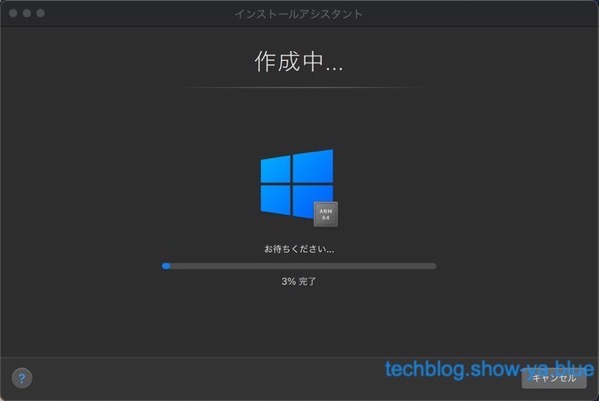 インストールアシスタント
作成中...
ARM
64
お待ちください...
3% 完了
?
techblog.show-ya.blue
キャンセル